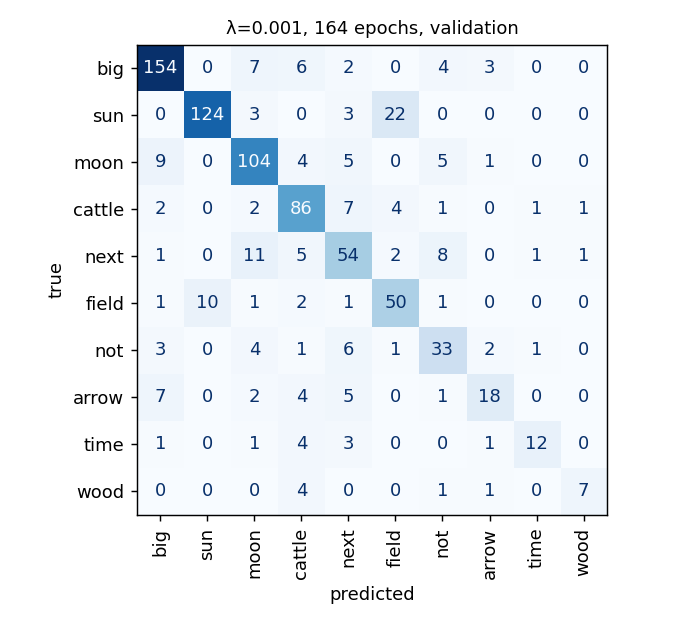 λ=0.001, 164 epochs, validation
big 154 0 7 6 2 0 4 3 0 0
sun 0 124 3 0 3 22 0 0 0 0
moon 9 0 104 4 5 0 5 1 0 0
cattle 2 0 2 86 7 4 1 0 1 1
next 1 0 11 5 54 2 8 0 1 1
field 1 10 1 2 1 50 1 0 0 0
not 3 0 4 1 6 1 33 2 1 0
arrow 7 0 2 4 5 0 1 18 0 0
time 1 0 1 4 3 0 0 1 12 0
wood 0 0 0 4 0 0 1 1 0 7
true
big sun moon cattle next field not arrow time wood
predicted